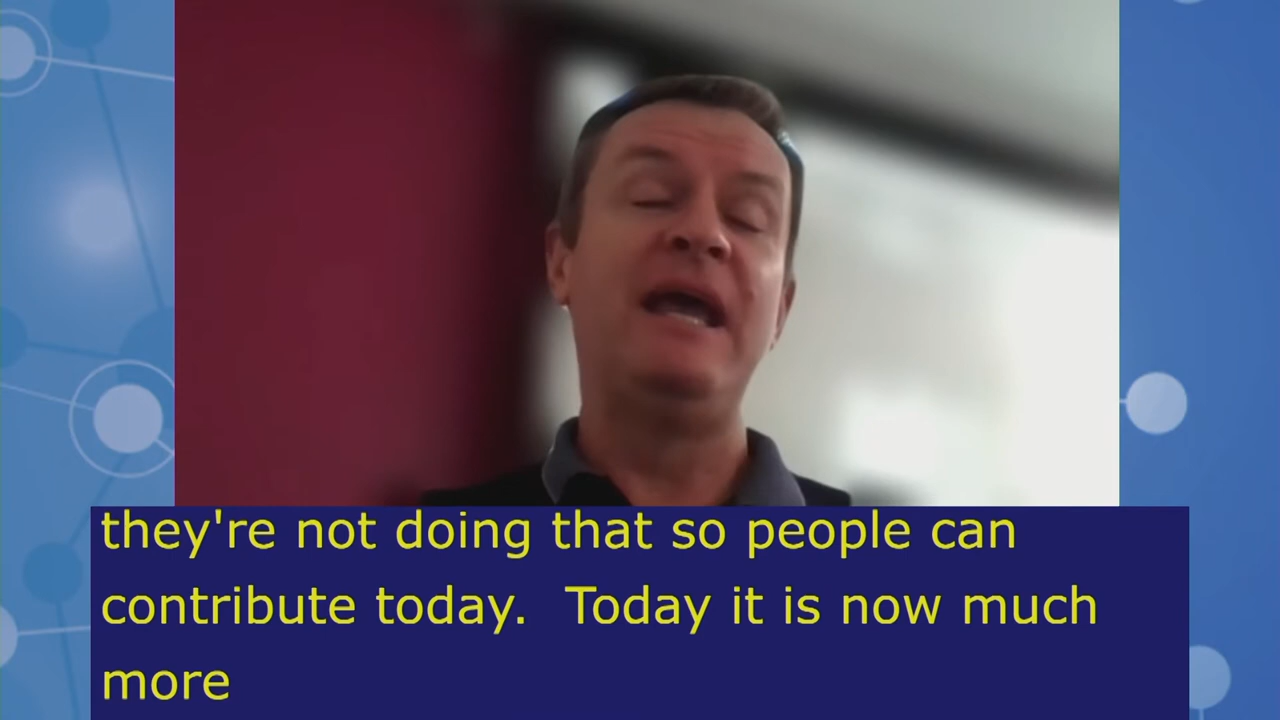 they're not doing that so people can
contribute today.  Today it is now much
more